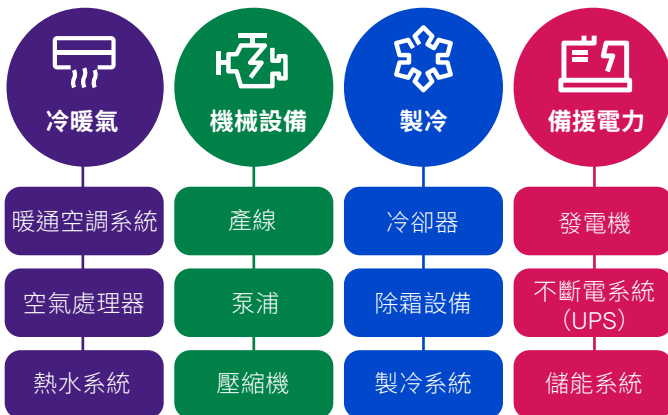 冷暖氣
機械設備
製冷
備援電力
暖通空調系統
產線
冷卻器
發電機
空氣處理器
泵浦
除霜設備
不斷電系統
（UPS）
熱水系統
壓縮機
製冷系統
儲能系統